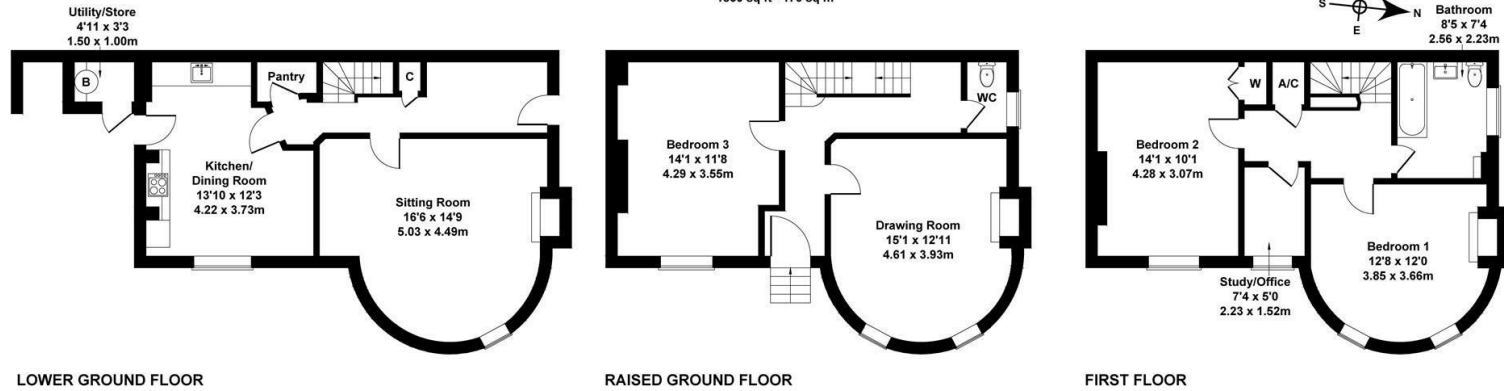 Utility/Store
4'11 x 3'3
1.50 x 1.00m
B
Pantry
C
Kitchen/
Dining Room
13'10 x 12'3
4.22 x 3.73m
Sitting Room
16'6 x 14'9
5.03 x 4.49m
LOWER GROUND FLOOR
WC
Bedroom 3
14'1 x 11'8
4.29 x 3.55m
Drawing Room
15'1 x 12'11
4.61 x 3.93m
RAISED GROUND FLOOR
S
N
E
Bathroom
8'5 x 7'4
2.56 x 2.23m
W
A/C
Bedroom 2
14'1 x 10'1
4.28 x 3.07m
Bedroom 1
12'8 x 12'0
3.85 x 3.66m
Study/Office
7'4 x 5'0
2.23 x 1.52m
FIRST FLOOR